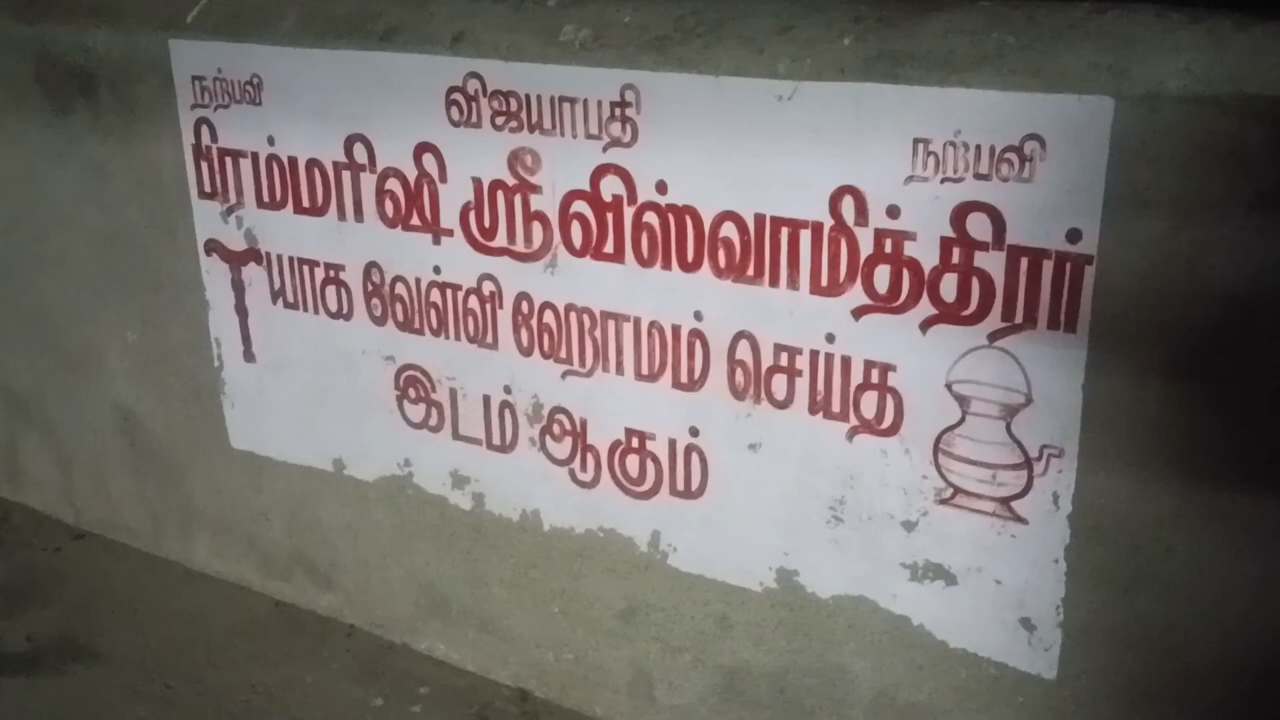 நற்பவி விஜயாபதி நற்பவி
பிரம்மரிஷி ஸ்ரீ விஸ்வாமித்திரர்
யாக வேள்வி ஹோமம் செய்த
இடம் ஆகும்